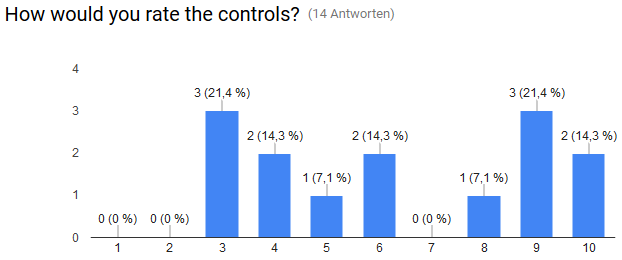 How would you rate the controls? (14 Antworten)
4
3 (21,4 %) 3 (21,4 %)
3
2 (14,3 %) 2 (14,3 %) 2 (14,3 %)
2
1 (7,1 %) 1 (7,1 %)
1
0 (0 %) 0 (0 %) 0 (0 %)
0
1 2 3 4 5 6 7 8 9 10